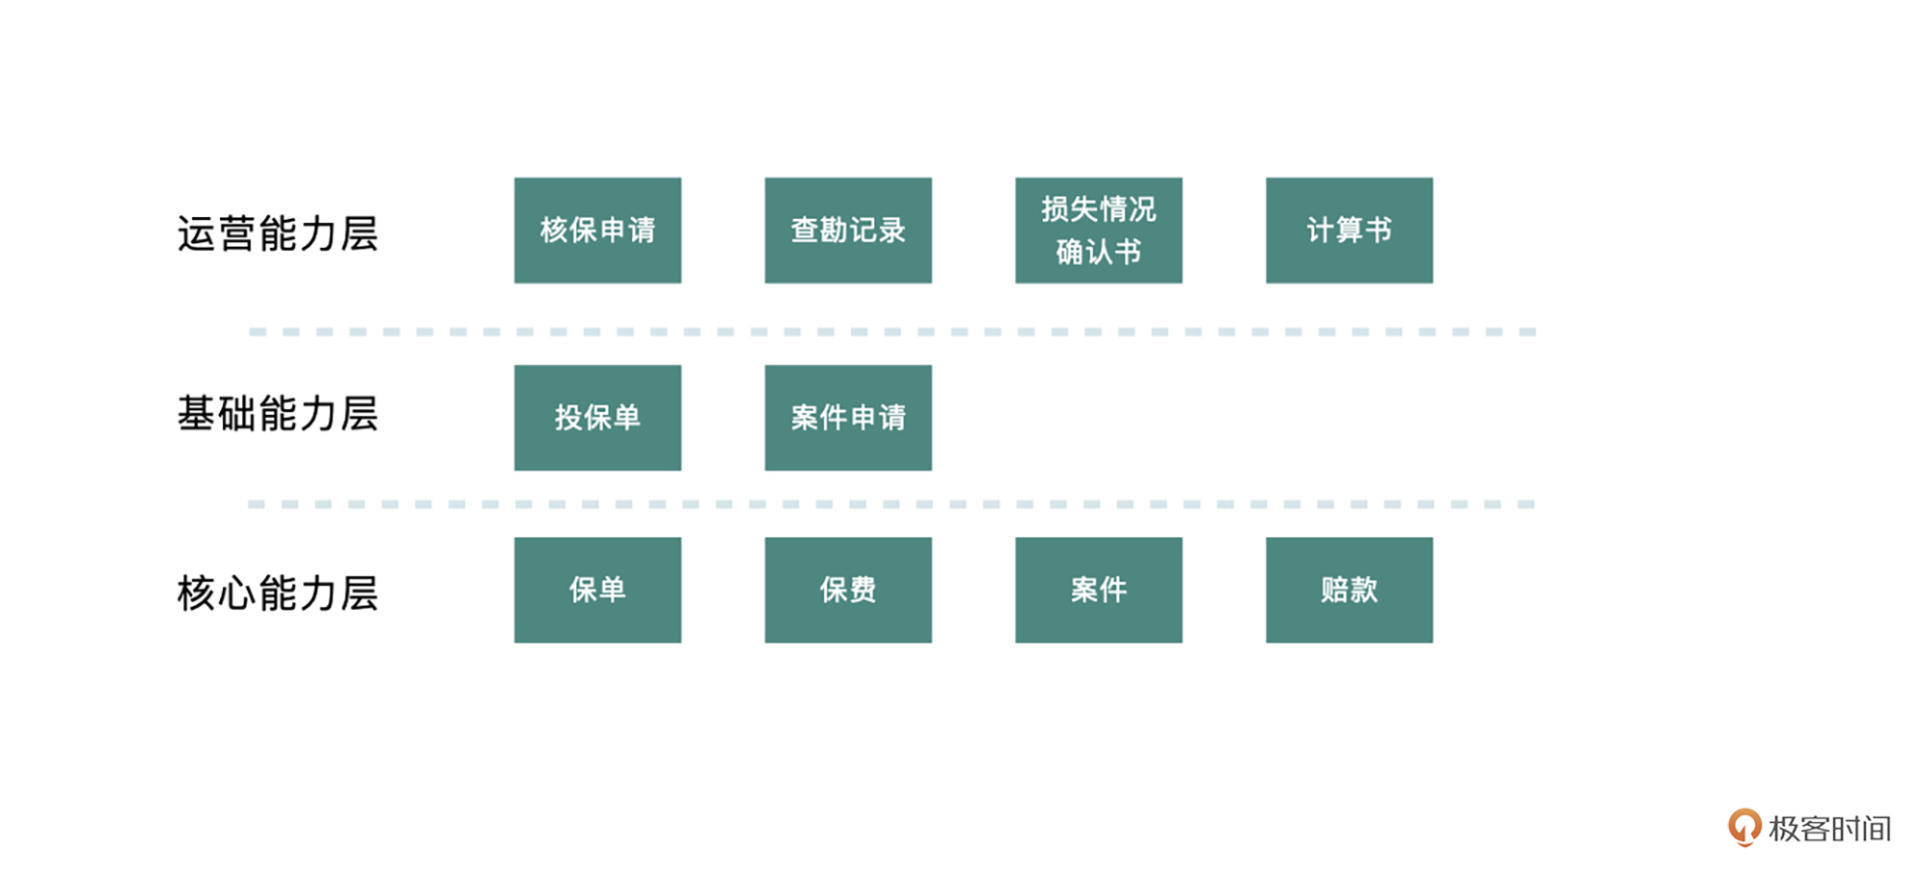 运营能力层
核保申请
查勘记录
损失情况
确认书
计算书
基础能力层
投保单
案件申请
核心能力层
保单
保费
案件
赔款
极客时间